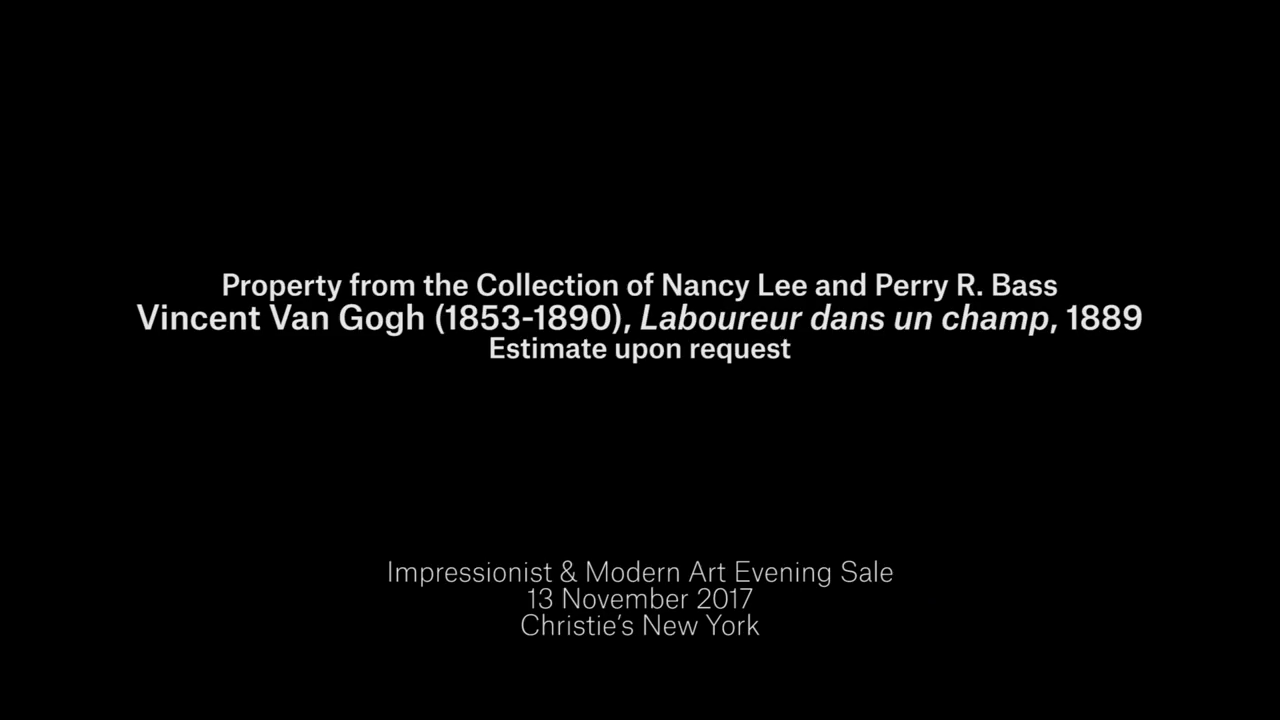 Property from the Collection of Nancy Lee and Perry R. Bass
Vincent Van Gogh (1853-1890), Laboureur dans un champ, 1889
Estimate upon request
Impressionist & Modern Art Evening Sale
13 November 2017
Christie's New York